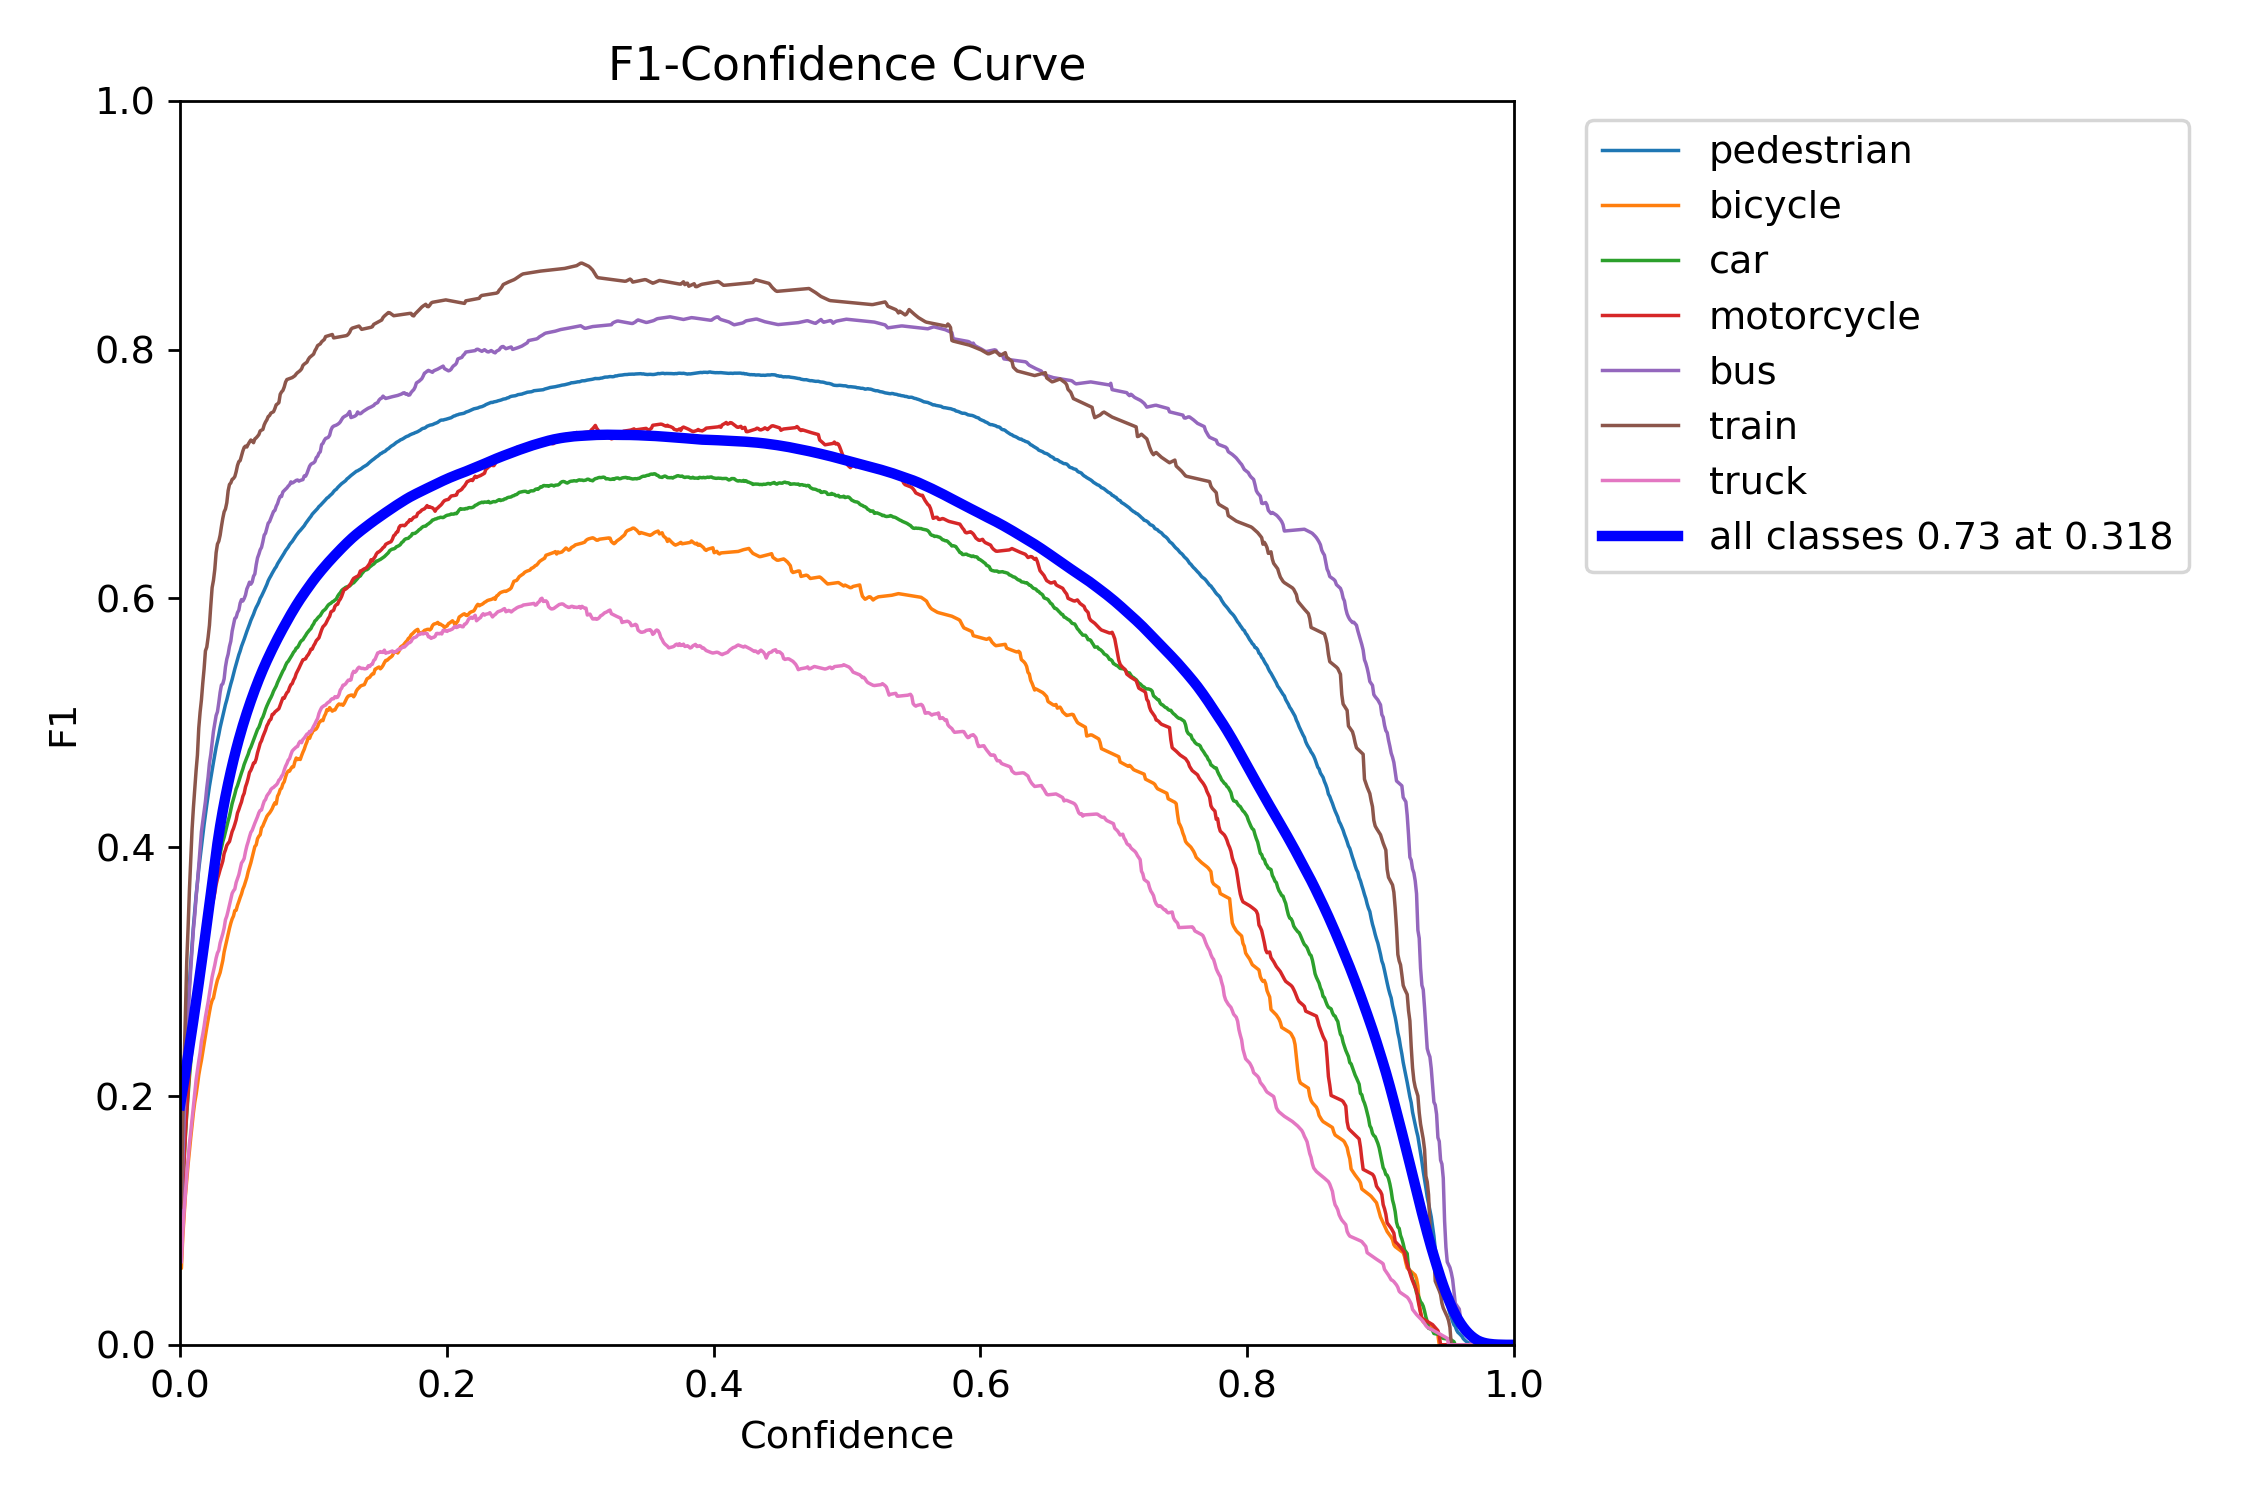 F1-Confidence Curve
1.0
0.8
0.6
0.4
0.2
0.0
F1
0.0 0.2 0.4 0.6 0.8 1.0
Confidence
pedestrian
bicycle
car
motorcycle
bus
train
truck
all classes 0.73 at 0.318